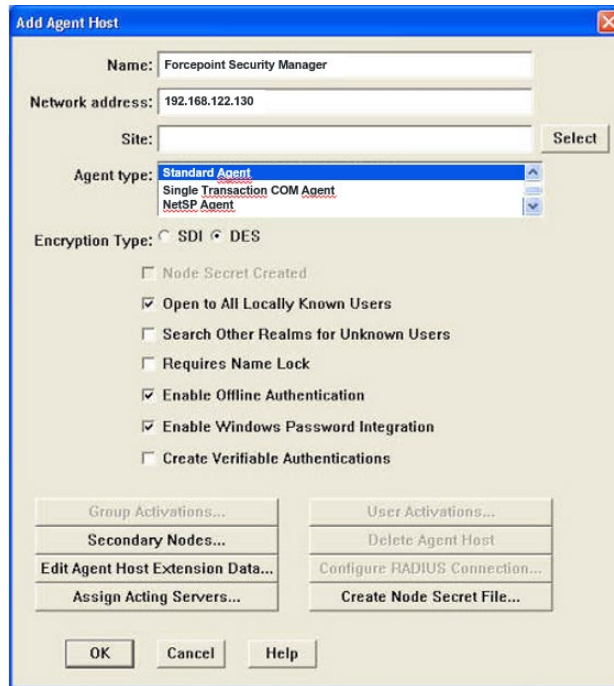 Add Agent Host
Name: Forcepoint Security Manager
Network address: 192.168.122.130
Site: Select
Agent type: Standard Agent
Single Transaction COM Agent
NetSP Agent
Encryption Type: SDI DES
Node Secret Created
Open to All Locally Known Users
Search Other Realms for Unknown Users
Requires Name Lock
Enable Offline Authentication
Enable Windows Password Integration
Create Verifiable Authentications
Group Activations... User Activations...
Secondary Nodes... Delete Agent Host
Edit Agent Host Extension Data... Configure RADIUS Connection...
Assign Acting Servers... Create Node Secret File...
OK Cancel Help